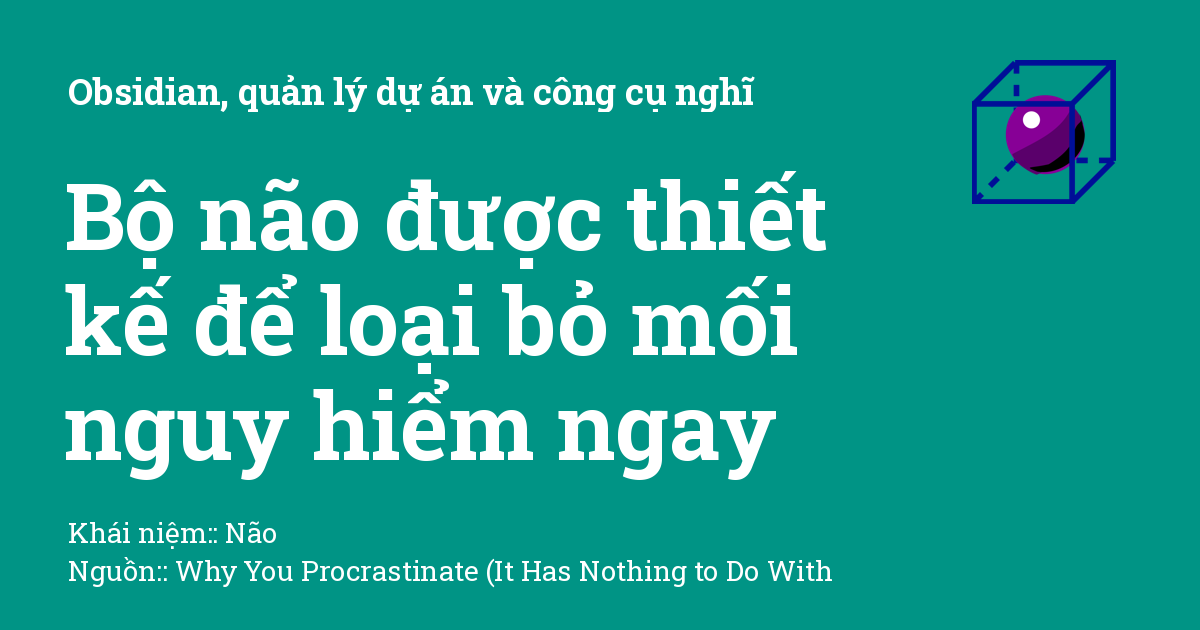 Obsidian, quản lý dự án và công cụ nghĩ
Bộ não được thiết
kế để loại bỏ mối
nguy hiểm ngay
Khái niệm:: Não
Nguồn:: Why You Procrastinate (It Has Nothing to Do With